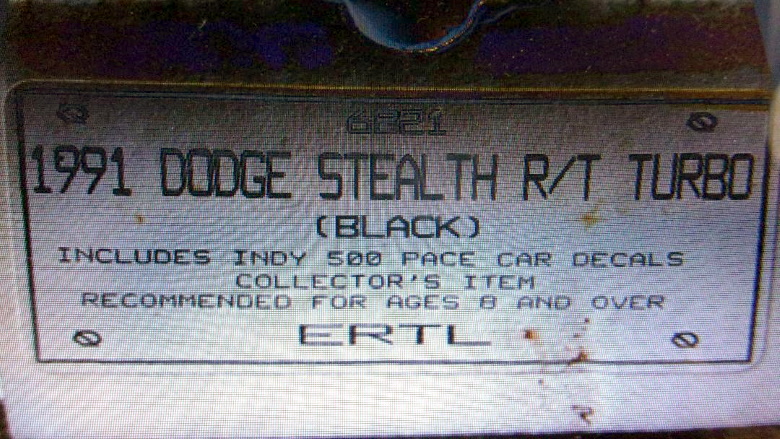 6221
1991 DODGE STEALTH R/T TURBO
(BLACK)
INCLUDES INDY 500 PACE CAR DECALS
COLLECTOR'S ITEM
RECOMMENDED FOR AGES 8 AND OVER
ERTL